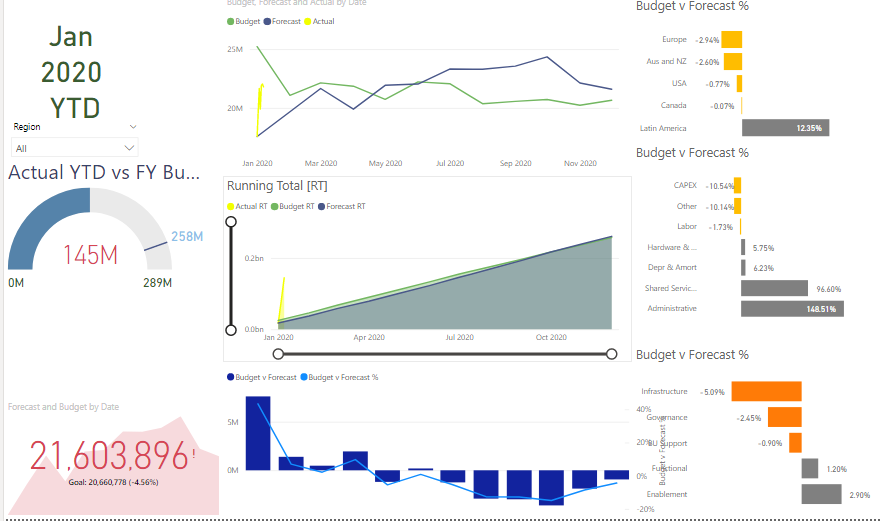 Jan
2020
YTD
Region
All
Actual YTD vs FY Bu...
258M
145M
0M
289M
Forecast and Budget by Date
21,603,896!
Goal: 20,660,778 (-4.56%)
Budget, Forecast and Actual by Date
Budget Forecast Actual
25M
20M
Jan 2020 Mar 2020 May 2020 Jul 2020 Sep 2020 Nov 2020
Running Total [RT]
Actual RT Budget RT Forecast RT
0.2bn
0.0bn
Jan 2020 Apr 2020 Jul 2020 Oct 2020
Budget v Forecast Budget v Forecast %
5M
0M
40%
20%
0%
-20%
Budget v Forecast %
Budget v Forecast %
Europe -2.94%
Aus and NZ -2.60%
USA -0.77%
Canada -0.07%
Latin America 12.35%
Budget v Forecast %
CAPEX -10.54%
Other -10.14%
Labor -1.73%
Hardware & ... 5.75%
Depr & Amort 6.23%
Shared Servic... 96.60%
Administrative 148.51%
Budget v Forecast %
Infrastructure -5.09%
Governance -2.45%
BU Support -0.90%
Functional 1.20%
Enablement 2.90%